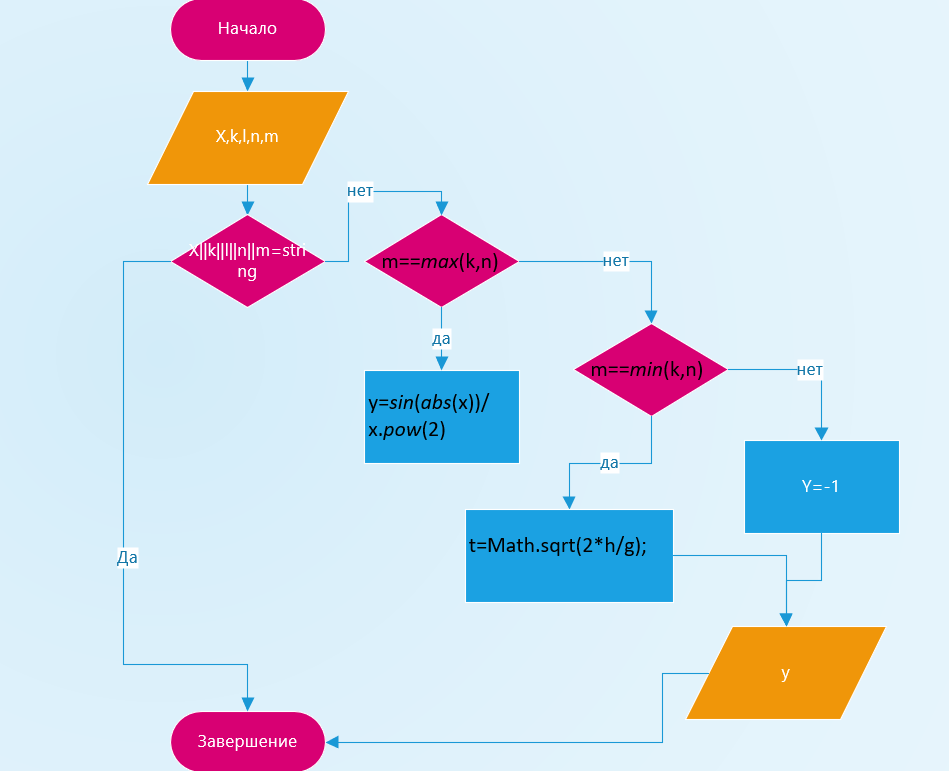 Начало
X,k,l,n,m
X||k||l||n||m=stri
ng
нет
m==max(k,n)
нет
да
m==min(k,n)
нет
y=sin(abs(x))/
x.pow(2)
да
Y=-1
t=Math.sqrt(2*h/g);
Да
y
Завершение